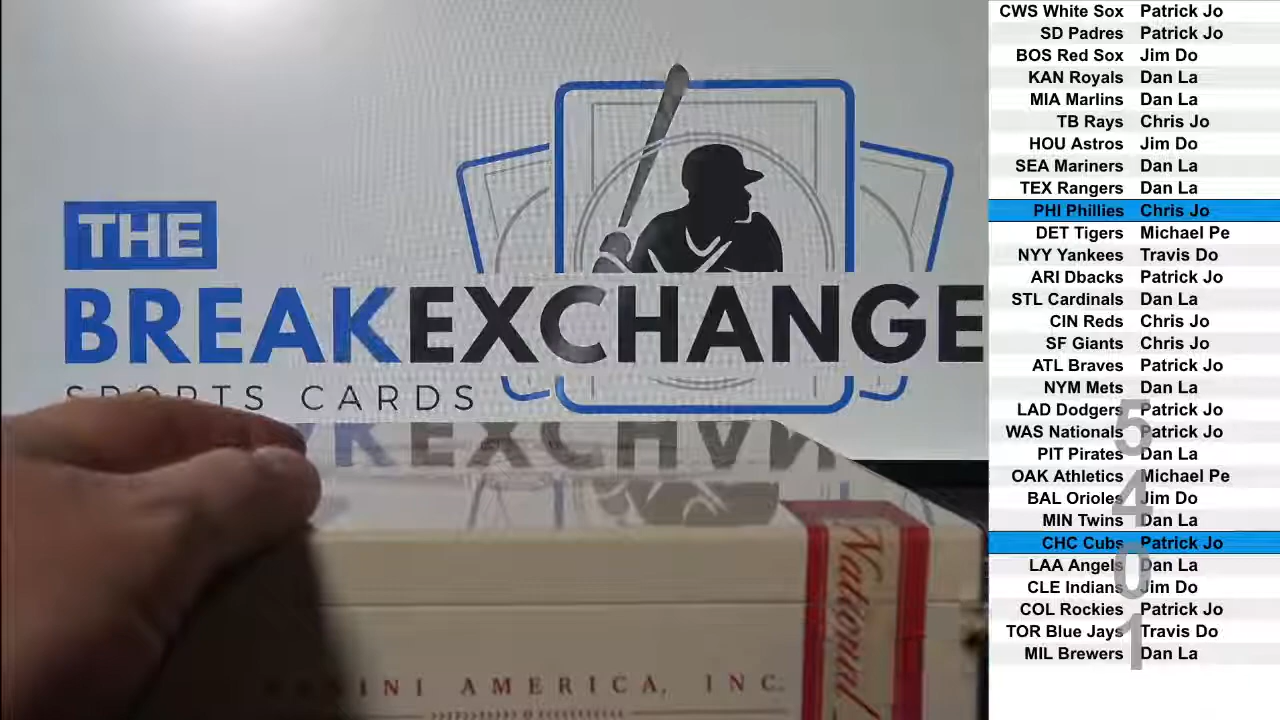 THE
BREAKEXCHANGE
SPORTS CARDS
PANINI AMERICA, INC.
National
CWS White Sox Patrick Jo
SD Padres Patrick Jo
BOS Red Sox Jim Do
KAN Royals Dan La
MIA Marlins Dan La
TB Rays Chris Jo
HOU Astros Jim Do
SEA Mariners Dan La
TEX Rangers Dan La
PHI Phillies Chris Jo
DET Tigers Michael Pe
NYY Yankees Travis Do
ARI Dbacks Patrick Jo
STL Cardinals Dan La
CIN Reds Chris Jo
SF Giants Chris Jo
ATL Braves Patrick Jo
NYM Mets Dan La
LAD Dodgers Patrick Jo
WAS Nationals Patrick Jo
PIT Pirates Dan La
OAK Athletics Michael Pe
BAL Orioles Jim Do
MIN Twins Dan La
CHC Cubs Patrick Jo
LAA Angels Dan La
CLE Indians Jim Do
COL Rockies Patrick Jo
TOR Blue Jays Travis Do
MIL Brewers Dan La
5
4
0
1